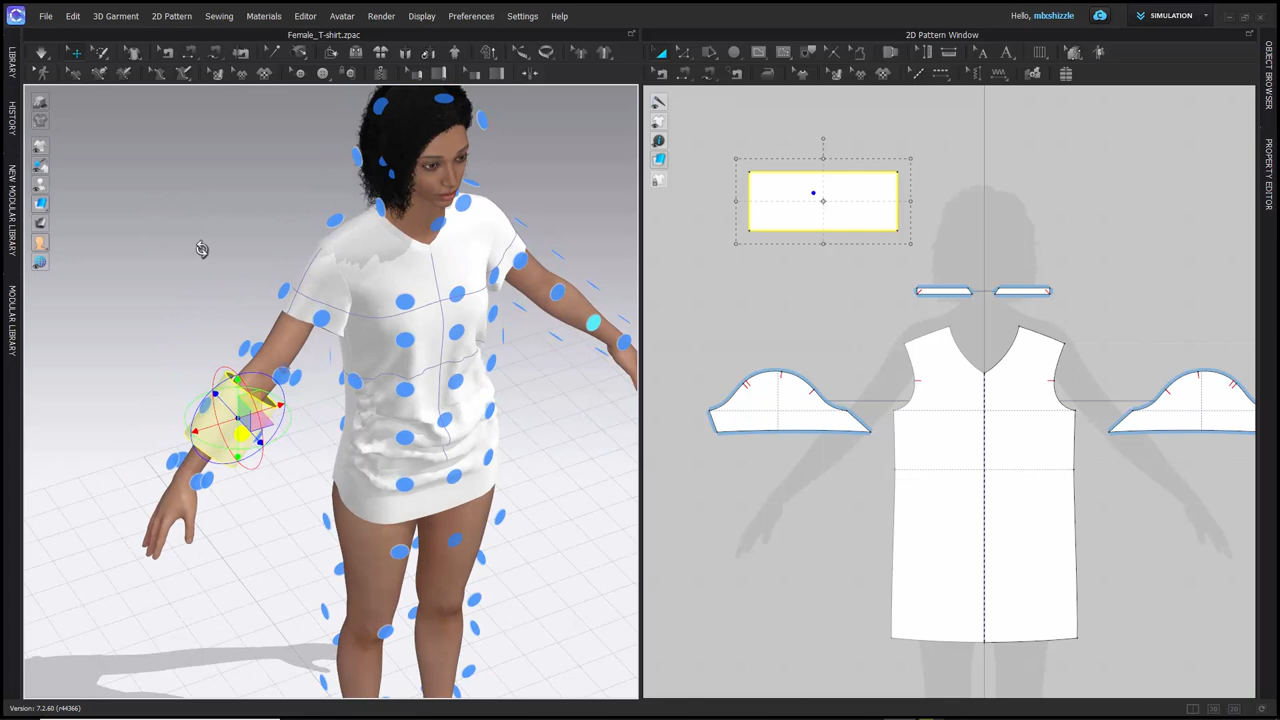 File Edit 3D Garment 2D Pattern Sewing Materials Editor Avatar Render Display Preferences Settings Help
Hello, mlxshizzle
SIMULATION
Female_T-shirt.zpac
2D Pattern Window
LIBRARY
HISTORY
NEW MODULAR LIBRARY
MODULAR LIBRARY
OBJECT BROWSER
PROPERTY EDITOR
Version: 7.2.60 (r44366)
3D
2D